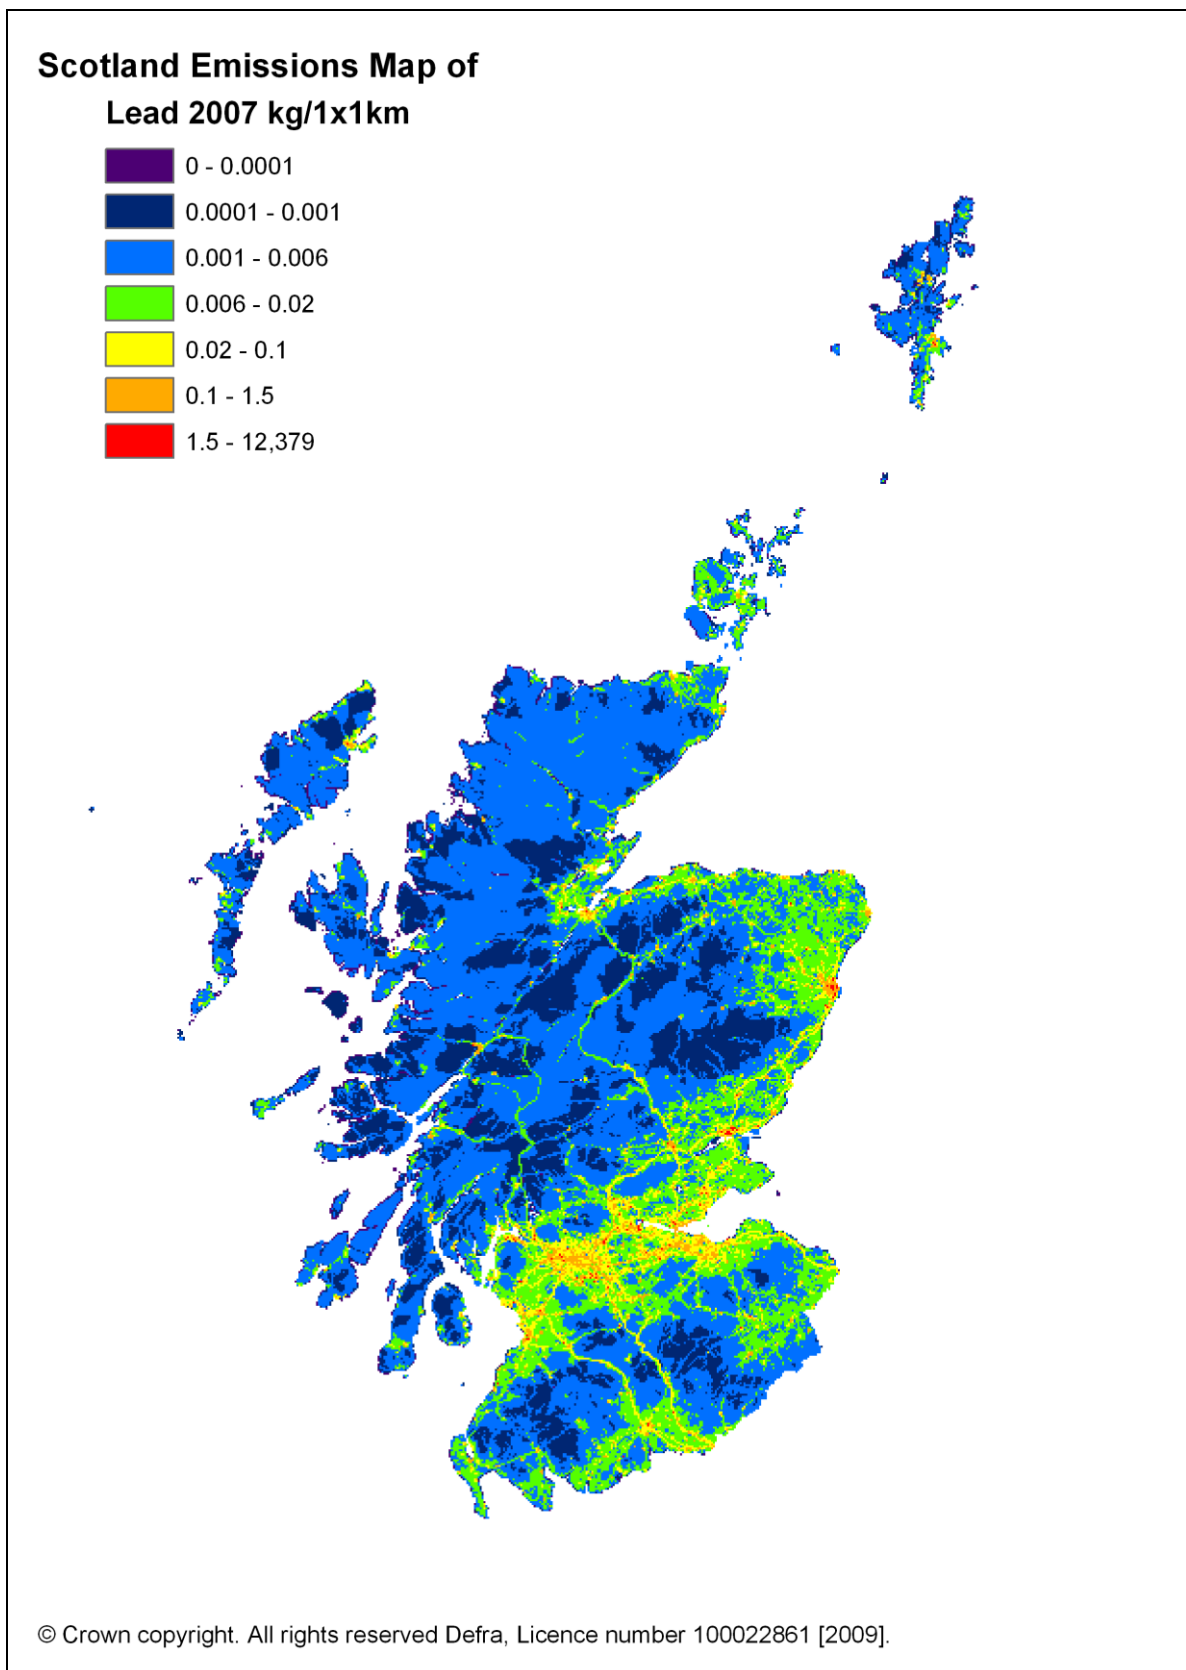 Scotland Emissions Map of
Lead 2007 kg/1x1km
0 - 0.0001
0.0001 - 0.001
0.001 - 0.006
0.006 - 0.02
0.02 - 0.1
0.1 - 1.5
1.5 - 12,379
© Crown copyright. All rights reserved Defra, Licence number 100022861 [2009].